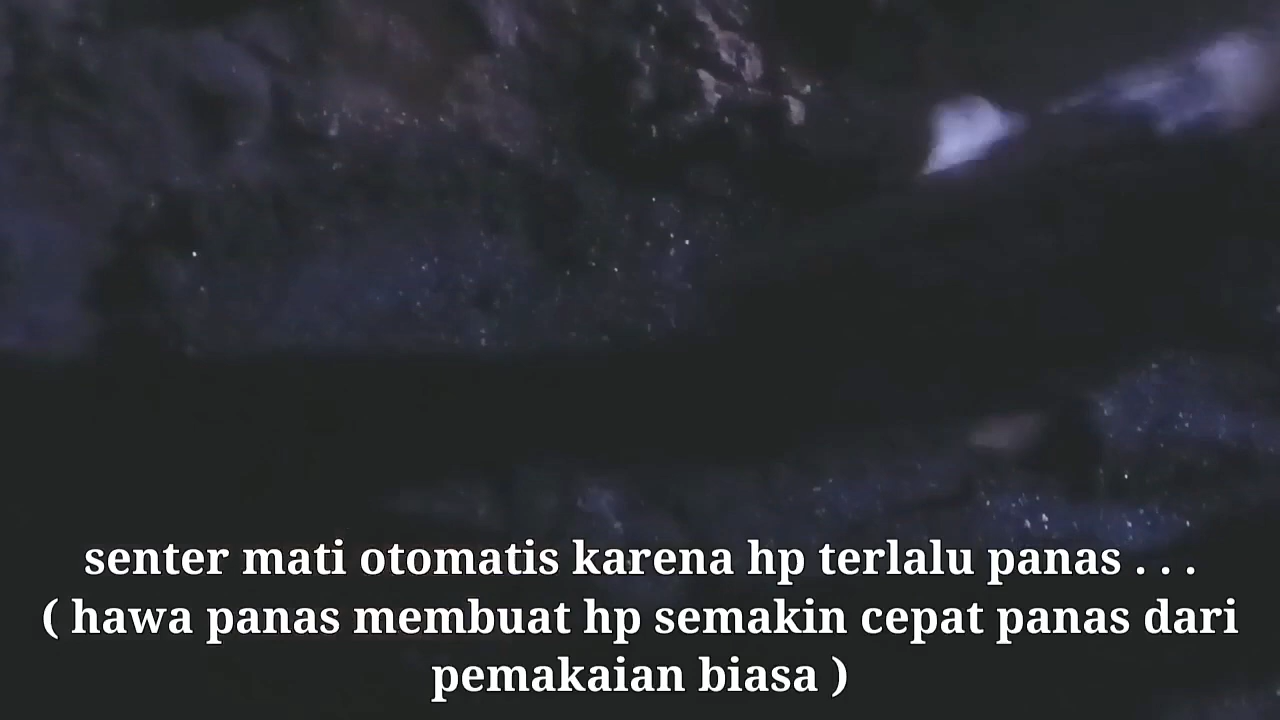 senter mati otomatis karena hp terlalu panas . . .
( hawa panas membuat hp semakin cepat panas dari
pemakaian biasa )